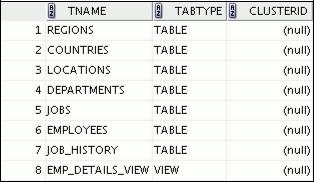 TNAME TABTYPE CLUSTERID
1 REGIONS TABLE (null)
2 COUNTRIES TABLE (null)
3 LOCATIONS TABLE (null)
4 DEPARTMENTS TABLE (null)
5 JOBS TABLE (null)
6 EMPLOYEES TABLE (null)
7 JOB_HISTORY TABLE (null)
8 EMP_DETAILS_VIEW VIEW (null)